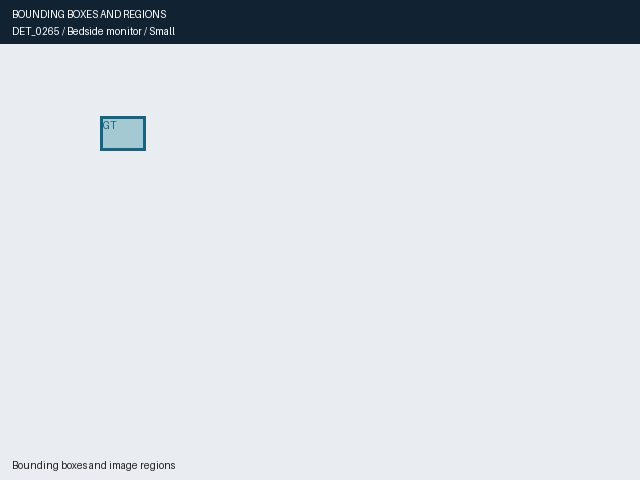 BOUNDING BOXES AND REGIONS
DET_0265 / Bedside monitor / Small
GT
Bounding boxes and image regions